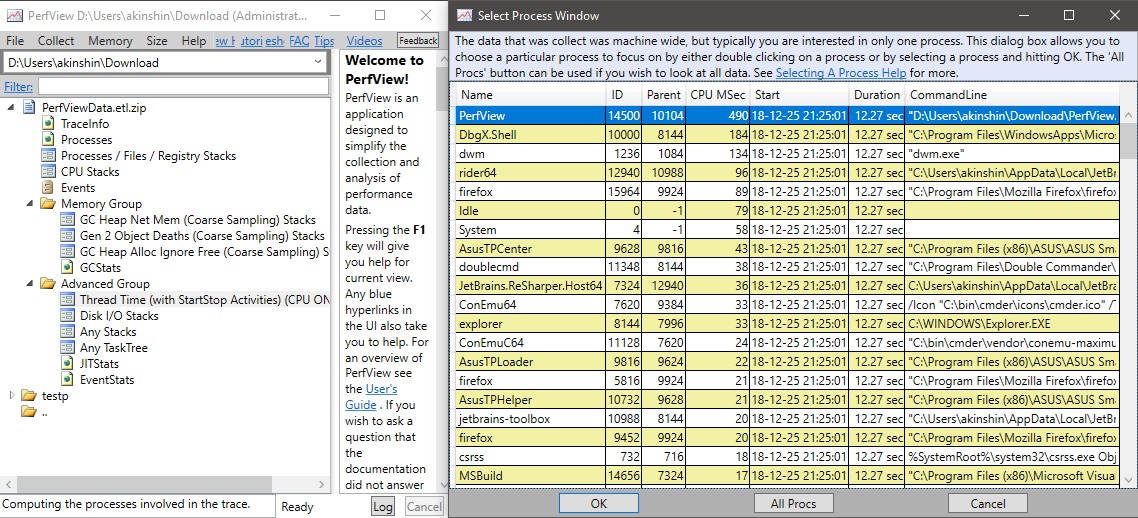 PerfView D:\Users\akinshin\Download (Administrat...
File Collect Memory Size Help Videos Feedback
FAQ Tips
D:\Users\akinshin\Download
Filter:
PerfViewData.etl.zip
TraceInfo
Processes
Processes / Files / Registry Stacks
CPU Stacks
Events
Memory Group
GC Heap Net Mem (Coarse Sampling) Stacks
Gen 2 Object Deaths (Coarse Sampling) Stacks
GC Heap Alloc Ignore Free (Coarse Sampling) S
GCStats
Advanced Group
Thread Time (with StartStop Activities) (CPU ON
Disk I/O Stacks
Any Stacks
Any TaskTree
JITStats
EventStats
testp
..
Welcome to
PerfView!
PerfView is an
application
designed to
simplify the
collection and
analysis of
performance
data.
Pressing the F1
key will give
you help for
current view.
Any blue
hyperlinks in
the UI also take
you to help. For
an overview of
PerfView see
the User's
Guide . If you
wish to ask a
question that
the
documentation
did not answer
Computing the processes involved in the trace.
Ready
Log
Cancel
Select Process Window
The data that was collect was machine wide, but typically you are interested in only one process. This dialog box allows you to
choose a particular process to focus on by either double clicking on a process or by selecting a process and hitting OK. The 'All
Procs' button can be used if you wish to look at all data. See Selecting A Process Help for more.
Name ID Parent CPU MSec Start Duration CommandLine
PerfView 14500 10104 490 18-12-25 21:25:01 12.27 sec "D:\Users\akinshin\Download\PerfView.
DbgX.Shell 10000 8144 184 18-12-25 21:25:01 12.27 sec "C:\Program Files\WindowsApps\Micros
dwm 1236 1084 134 18-12-25 21:25:01 12.27 sec "dwm.exe"
rider64 12940 10988 96 18-12-25 21:25:01 12.27 sec "C:\Users\akinshin\AppData\Local\JetBr
firefox 15964 9924 89 18-12-25 21:25:01 12.27 sec "C:\Program Files\Mozilla Firefox\firefox
Idle 0 -1 79 18-12-25 21:25:01 12.27 sec
System 4 -1 58 18-12-25 21:25:01 12.27 sec
AsusTPCenter 9628 9816 43 18-12-25 21:25:01 12.27 sec "C:\Program Files (x86)\ASUS\ASUS Sma
doublecmd 11348 8144 38 18-12-25 21:25:01 12.27 sec "C:\Program Files\Double Commander\
JetBrains.ReSharper.Host64 7324 12940 36 18-12-25 21:25:01 12.27 sec C:\Users\akinshin\AppData\Local\JetBra
ConEmu64 7620 9384 33 18-12-25 21:25:01 12.27 sec /Icon "C:\bin\cmder\icons\cmder.ico" /
explorer 8144 7996 33 18-12-25 21:25:01 12.27 sec C:\WINDOWS\Explorer.EXE
ConEmuC64 11128 7620 24 18-12-25 21:25:01 12.27 sec "C:\bin\cmder\vendor\conemu-maximu
AsusTPLoader 9816 9624 22 18-12-25 21:25:01 12.27 sec "C:\Program Files (x86)\ASUS\ASUS Sma
firefox 5816 9924 21 18-12-25 21:25:01 12.27 sec "C:\Program Files\Mozilla Firefox\firefox
AsusTPHelper 10732 9628 21 18-12-25 21:25:01 12.27 sec "C:\Program Files (x86)\ASUS\ASUS Sma
jetbrains-toolbox 10988 8144 20 18-12-25 21:25:01 12.27 sec "C:\Users\akinshin\AppData\Local\JetBr
firefox 9452 9924 20 18-12-25 21:25:01 12.27 sec "C:\Program Files\Mozilla Firefox\firefox
csrss 732 716 18 18-12-25 21:25:01 12.27 sec %SystemRoot%\system32\csrss.exe Obj
MSBuild 14656 7324 17 18-12-25 21:25:01 12.27 sec "C:\Program Files (x86)\Microsoft Visua
OK
All Procs
Cancel